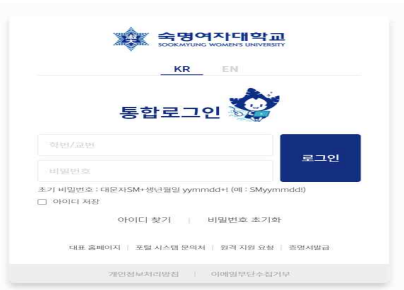 숙명여자대학교
SOOKMYUNG WOMEN'S UNIVERSITY
KR EN
통합로그인
학번/교번
로그인
비밀번호
초기 비밀번호 : 대문자SM+생년월일 yymmdd+! (예 : SMyymmdd!)
아이디 저장
아이디 찾기 | 비밀번호 초기화
대표 홈페이지 | 포털 시스템 문의처 | 원격 지원 요청 | 증명서발급
개인정보처리방침 | 이메일무단수집거부